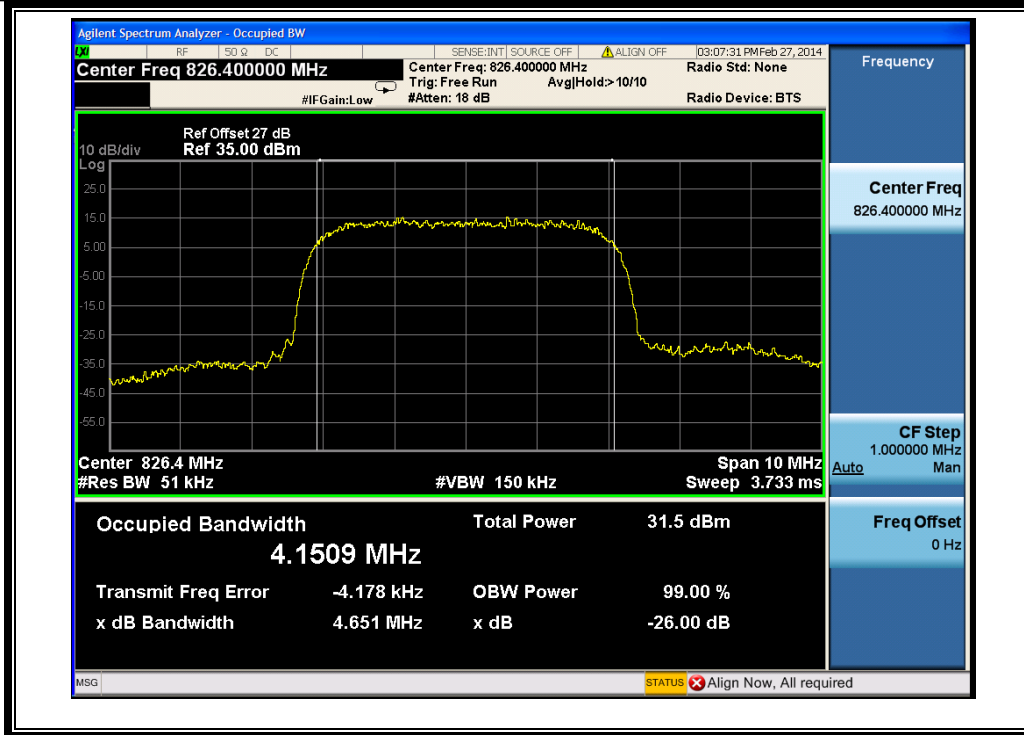 Agilent Spectrum Analyzer - Occupied BW
LXI RF 50 Ω DC SENSE:INT SOURCE OFF ALIGN OFF 03:07:31 PMFeb 27, 2014
Center Freq 826.400000 MHz
Center Freq: 826.400000 MHz
Radio Std: None
Trig: Free Run Avg|Hold:>10/10
#IFGain:Low
#Atten: 18 dB
Radio Device: BTS
Ref Offset 27 dB
10 dB/div Ref 35.00 dBm
Log
25.0
15.0
5.00
-5.00
-15.0
-25.0
-35.0
-45.0
-55.0
Center 826.4 MHz Span 10 MHz
#Res BW 51 kHz #VBW 150 kHz Sweep 3.733 ms
Occupied Bandwidth Total Power 31.5 dBm
4.1509 MHz
Transmit Freq Error -4.178 kHz OBW Power 99.00 %
x dB Bandwidth 4.651 MHz x dB -26.00 dB
Frequency
Center Freq
826.400000 MHz
CF Step
1.000000 MHz
Auto Man
Freq Offset
0 Hz
MSG STATUS Align Now, All required